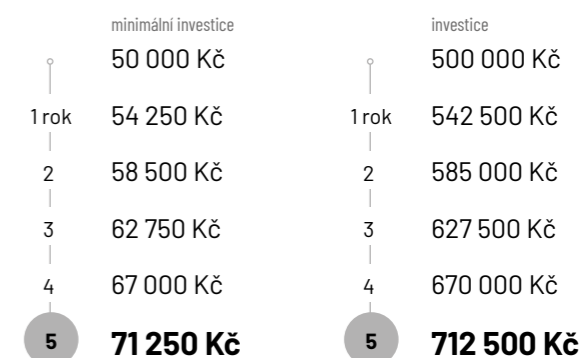 minimální investice
50 000 Kč
1 rok 54 250 Kč
2 58 500 Kč
3 62 750 Kč
4 67 000 Kč
5 71 250 Kč
investice
500 000 Kč
1 rok 542 500 Kč
2 585 000 Kč
3 627 500 Kč
4 670 000 Kč
5 712 500 Kč